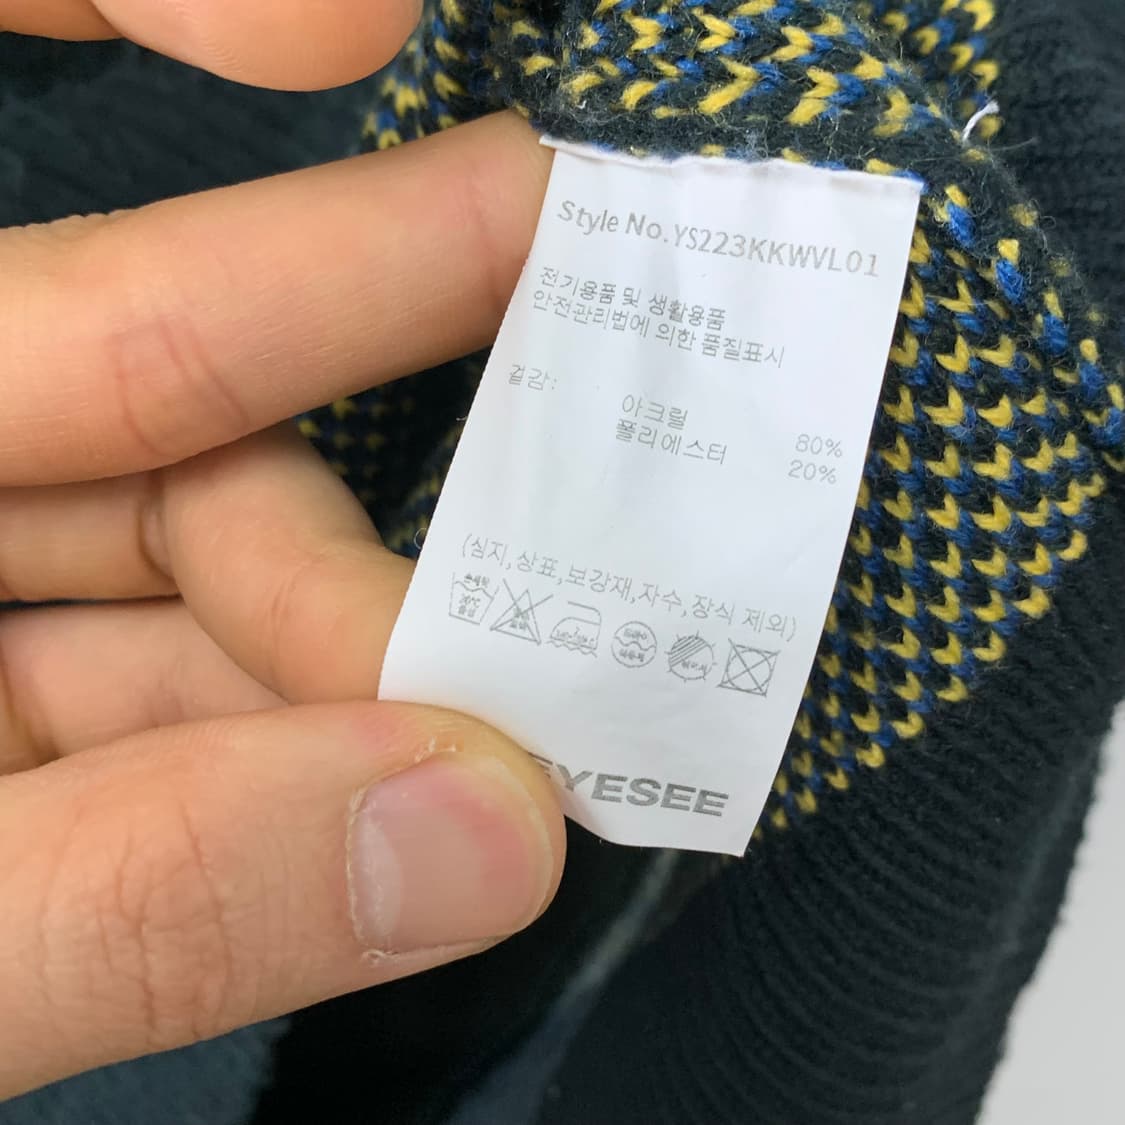 Style No.YS223KKWVL01
전기용품 및 생활용품
안전관리법에 의한 품질표시
겉감:
아크릴 80%
폴리에스터 20%
(심지,상표,보강재,자수,장식 제외)
EYESEE